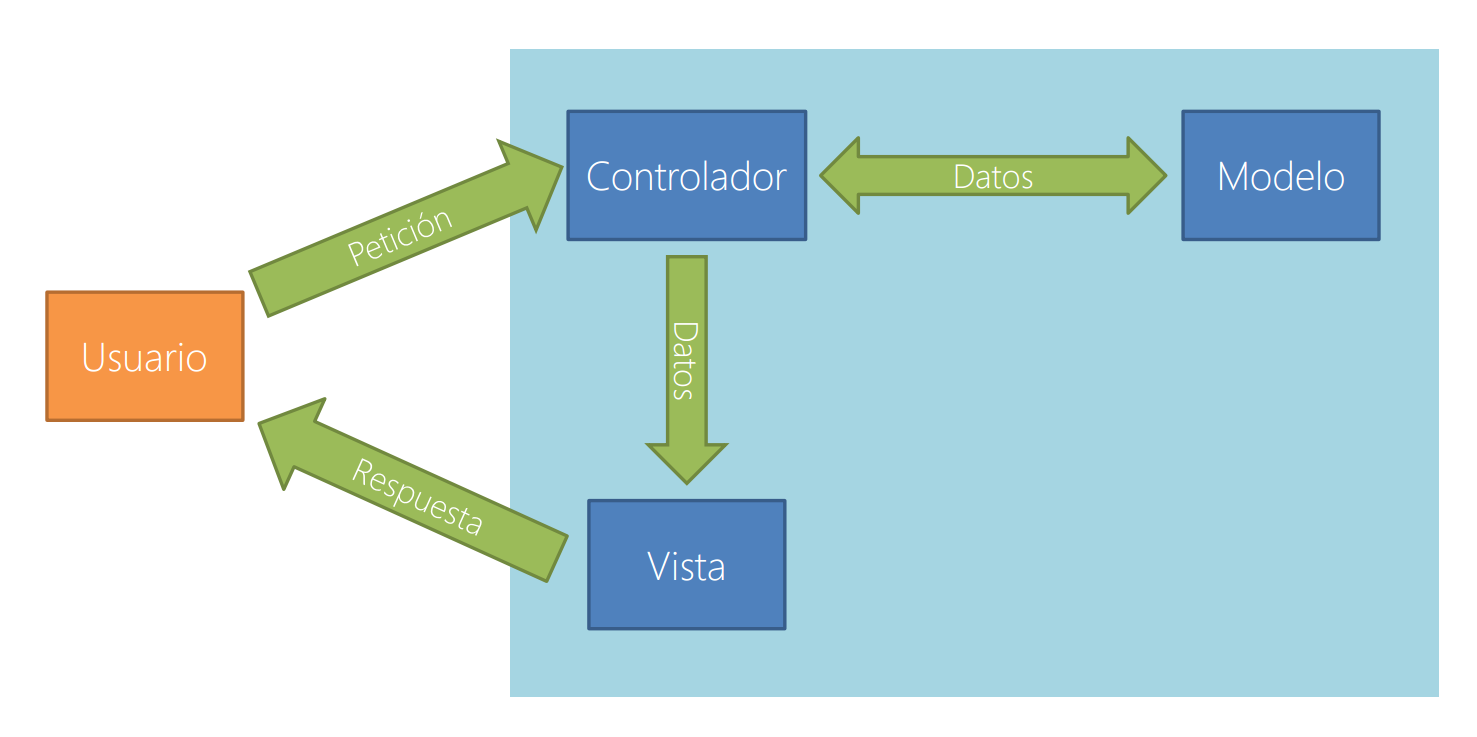 Controlador
Datos
Modelo
Petición
Usuario
Datos
Respuesta
Vista